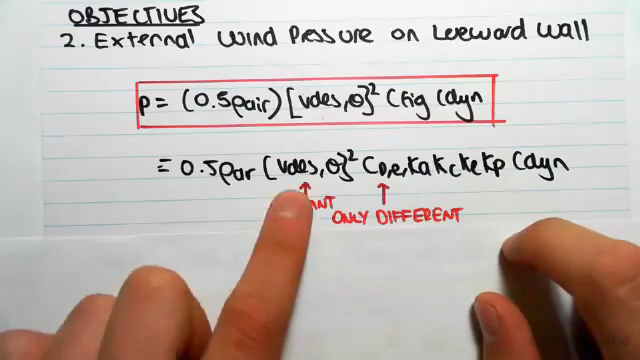 OBJECTIVES
2. External Wind Pressure on Leeward Wall
p = (0.5ρair) [Vdes,θ]² Cfig Cdyn
= 0.5ρair [Vdes,θ]² Cp,e, Ka Kc Ke Kp Cdyn
ONLY DIFFERENT